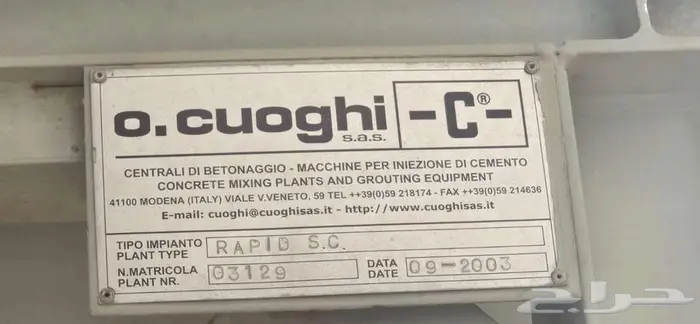 o.cuoghi
s.a.s.
-C®-
CENTRALI DI BETONAGGIO - MACCHINE PER INIEZIONE DI CEMENTO
CONCRETE MIXING PLANTS AND GROUTING EQUIPMENT
41100 MODENA (ITALY) VIALE V.VENETO, 59 TEL ++39(0)59 218174 - FAX ++39(0)59 214636
E-mail: cuoghi@cuoghisas.it - http://www.cuoghisas.it
TIPO IMPIANTO
PLANT TYPE
RAPID S.C.
N.MATRICOLA
PLANT NR.
03129
DATA
DATE
09-2003
حراج